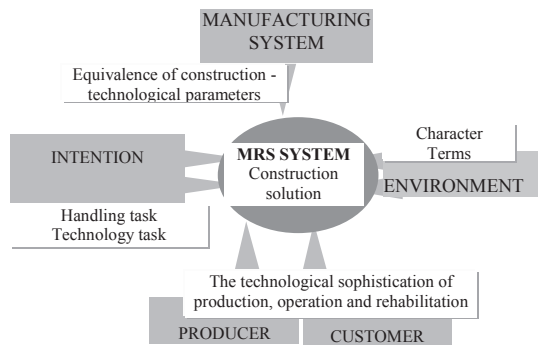 MANUFACTURING
SYSTEM
Equivalence of construction -
technological parameters
INTENTION
MRS SYSTEM
Construction
solution
Character
Terms
ENVIRONMENT
Handling task
Technology task
The technological sophistication of
production, operation and rehabilitation
PRODUCER
CUSTOMER